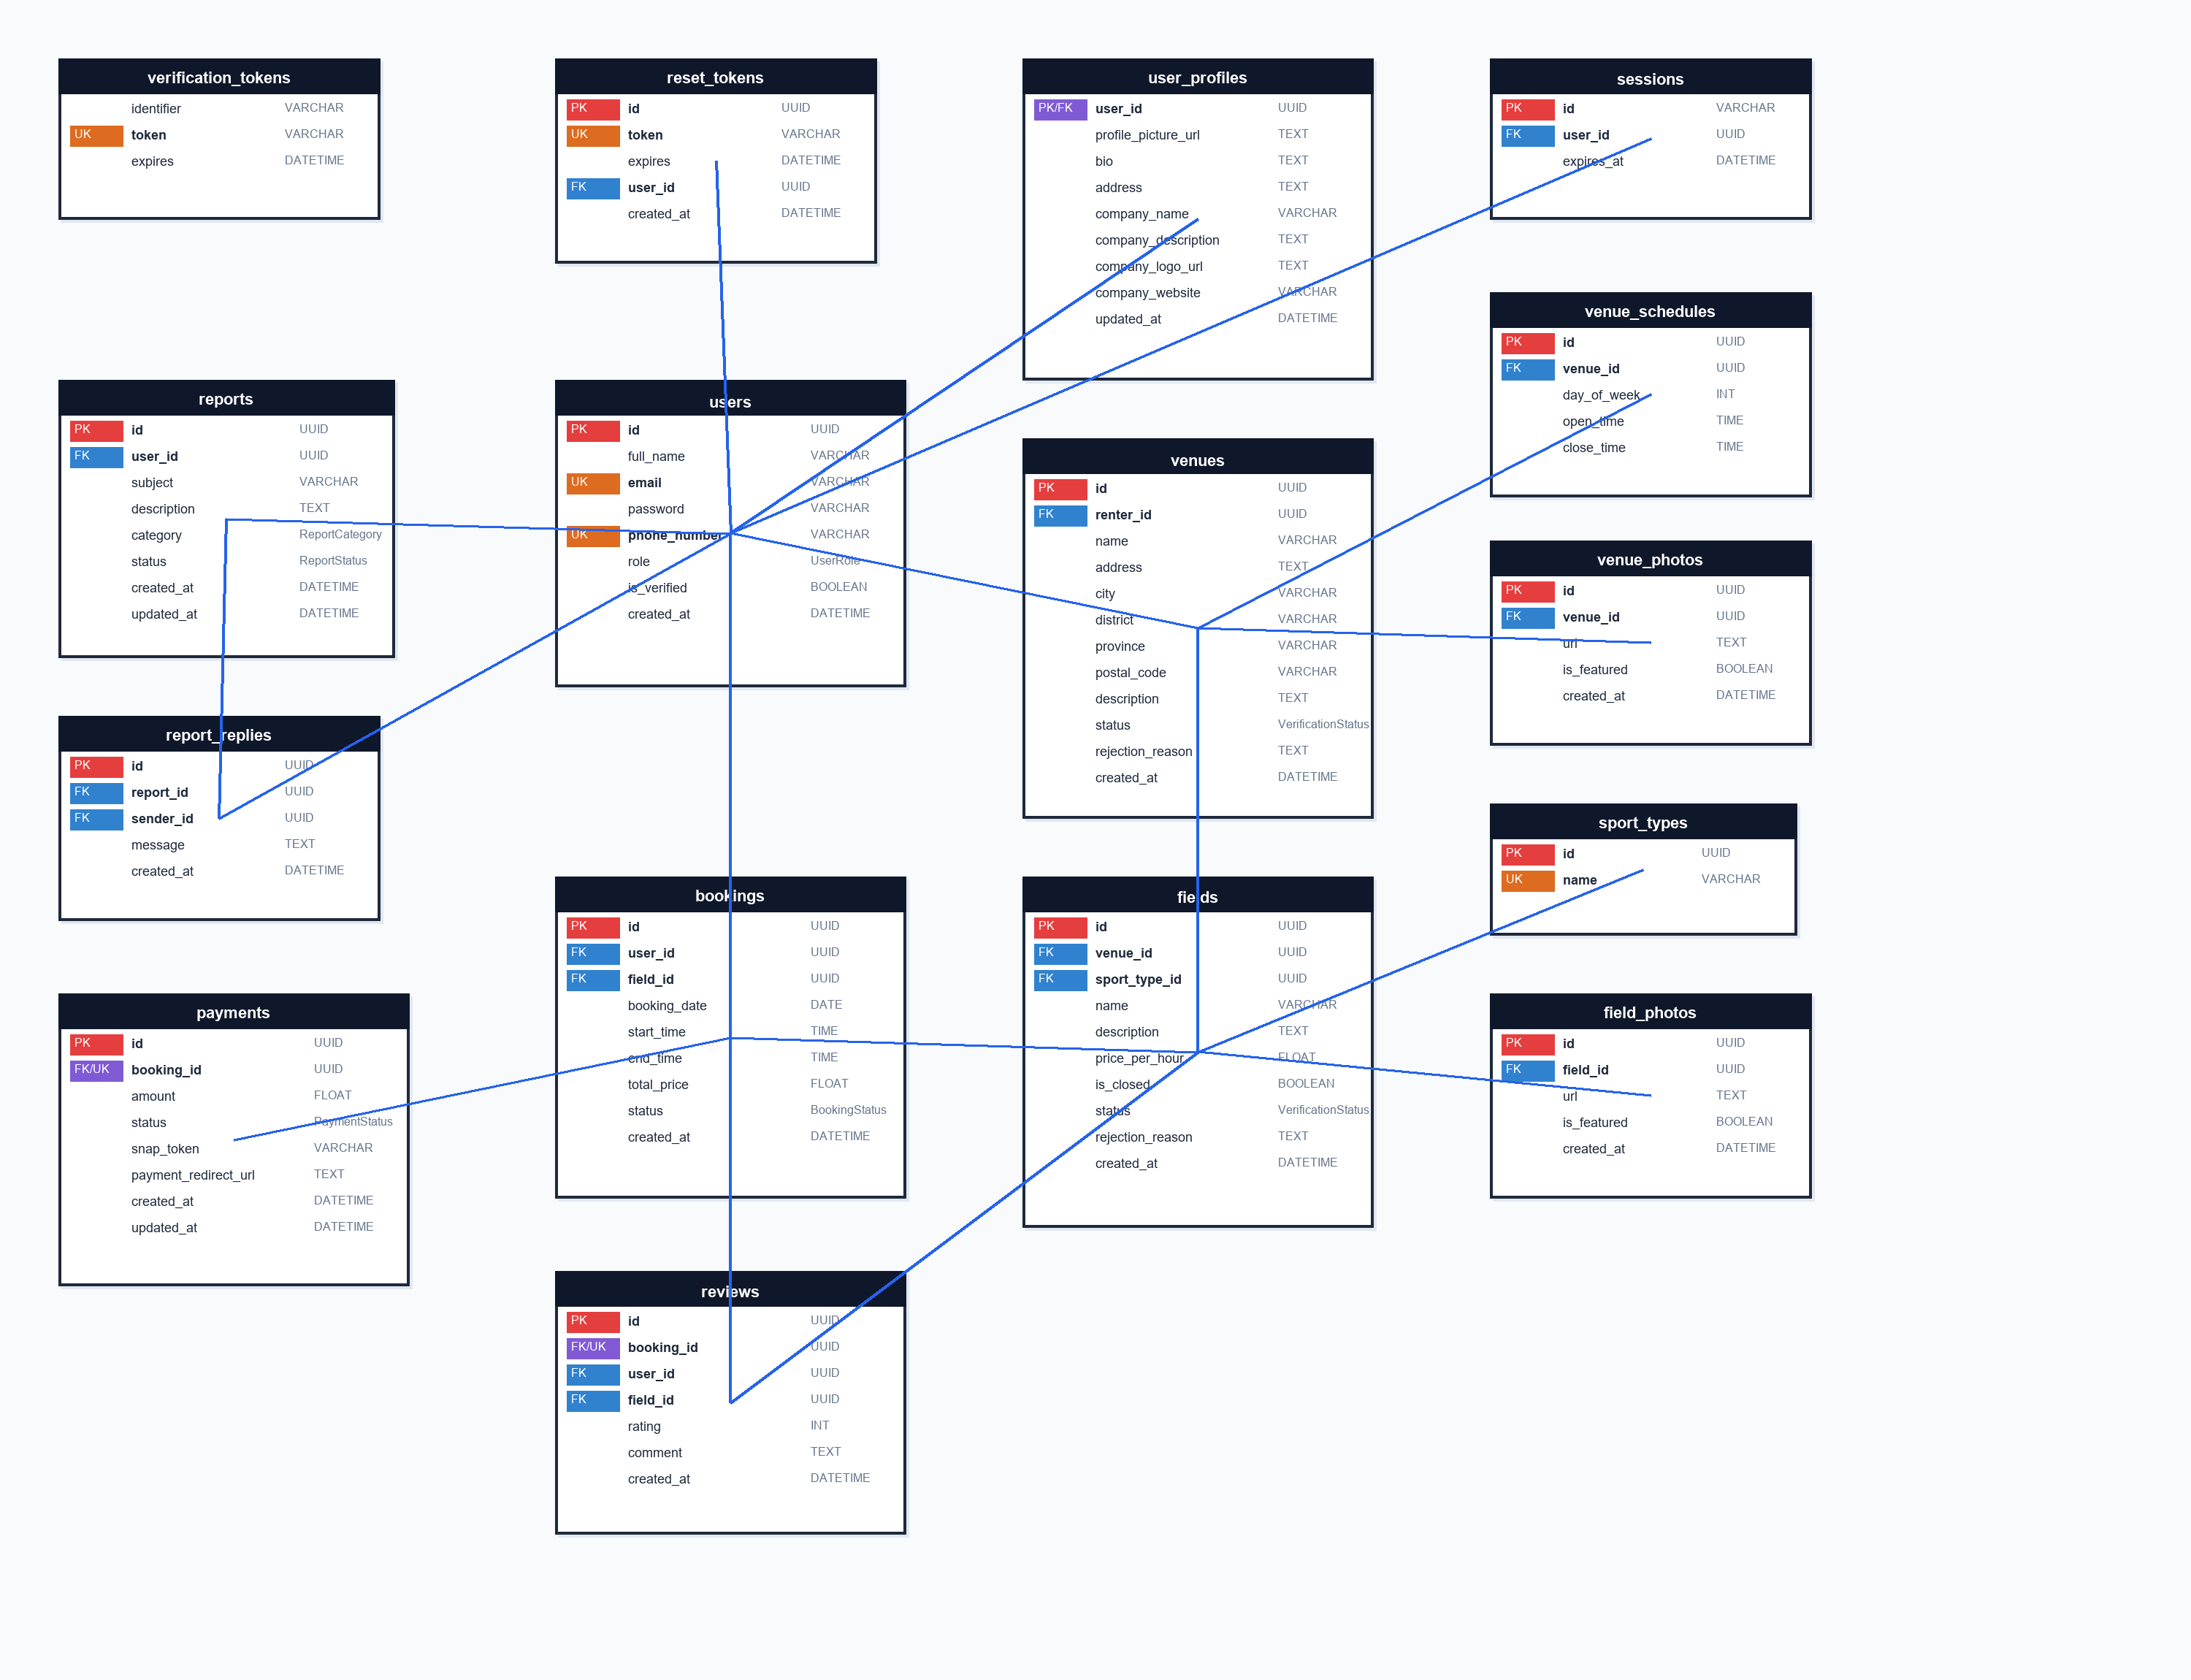 verification_tokens
identifier VARCHAR
UK token VARCHAR
expires DATETIME
reset_tokens
PK id UUID
UK token VARCHAR
expires DATETIME
FK user_id UUID
created_at DATETIME
user_profiles
PK/FK user_id UUID
profile_picture_url TEXT
bio TEXT
address TEXT
company_name VARCHAR
company_description TEXT
company_logo_url TEXT
company_website VARCHAR
updated_at DATETIME
sessions
PK id VARCHAR
FK user_id UUID
expires_at DATETIME
venue_schedules
PK id UUID
FK venue_id UUID
day_of_week INT
open_time TIME
close_time TIME
reports
PK id UUID
FK user_id UUID
subject VARCHAR
description TEXT
category ReportCategory
status ReportStatus
created_at DATETIME
updated_at DATETIME
users
PK id UUID
full_name VARCHAR
UK email VARCHAR
password VARCHAR
UK phone_number VARCHAR
role UserRole
is_verified BOOLEAN
created_at DATETIME
venues
PK id UUID
FK renter_id UUID
name VARCHAR
address TEXT
city VARCHAR
district VARCHAR
province VARCHAR
postal_code VARCHAR
description TEXT
status VerificationStatus
rejection_reason TEXT
created_at DATETIME
venue_photos
PK id UUID
FK venue_id UUID
url TEXT
is_featured BOOLEAN
created_at DATETIME
report_replies
PK id UUID
FK report_id UUID
FK sender_id UUID
message TEXT
created_at DATETIME
sport_types
PK id UUID
UK name VARCHAR
bookings
PK id UUID
FK user_id UUID
FK field_id UUID
booking_date DATE
start_time TIME
end_time TIME
total_price FLOAT
status BookingStatus
created_at DATETIME
fields
PK id UUID
FK venue_id UUID
FK sport_type_id UUID
name VARCHAR
description TEXT
price_per_hour FLOAT
is_closed BOOLEAN
status VerificationStatus
rejection_reason TEXT
created_at DATETIME
payments
PK id UUID
FK/UK booking_id UUID
amount FLOAT
status PaymentStatus
snap_token VARCHAR
payment_redirect_url TEXT
created_at DATETIME
updated_at DATETIME
field_photos
PK id UUID
FK field_id UUID
url TEXT
is_featured BOOLEAN
created_at DATETIME
reviews
PK id UUID
FK/UK booking_id UUID
FK user_id UUID
FK field_id UUID
rating INT
comment TEXT
created_at DATETIME